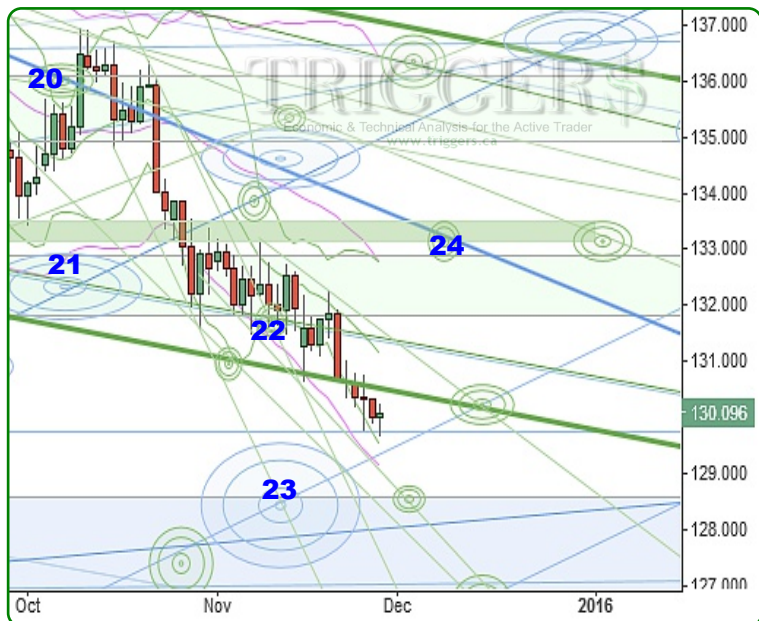 137.000
20
136.000
TRIGGER$
Economic & Technical Analysis for the Active Trader
135.000
www.triggers.ca
134.000
24
133.000
21
132.000
22
131.000
130.096
129.000
23
128.000
127.000
Oct
Nov
Dec
2016